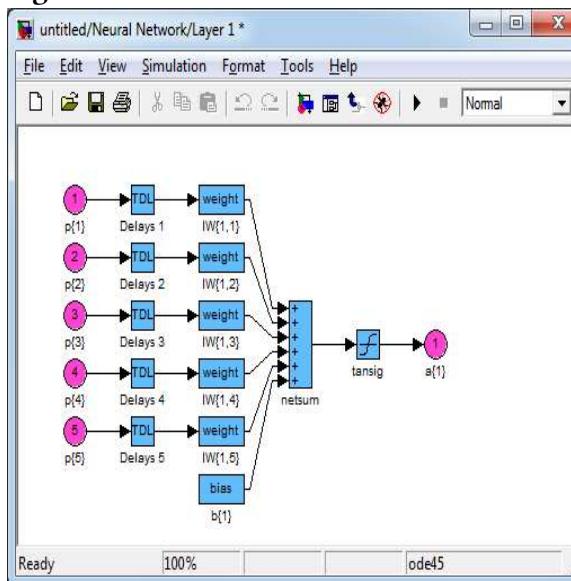 untitled/Neural Network/Layer 1 *
File Edit View Simulation Format Tools Help
Normal
1 TDL weight
p{1} Delays 1 IW{1,1}
2 TDL weight
p{2} Delays 2 IW{1,2}
3 TDL weight
p{3} Delays 3 IW{1,3}
4 TDL weight
p{4} Delays 4 IW{1,4}
5 TDL weight
p{5} Delays 5 IW{1,5}
+
+
+
+
+
+
netsum
tansig
1
a{1}
bias
b{1}
Ready 100% ode45